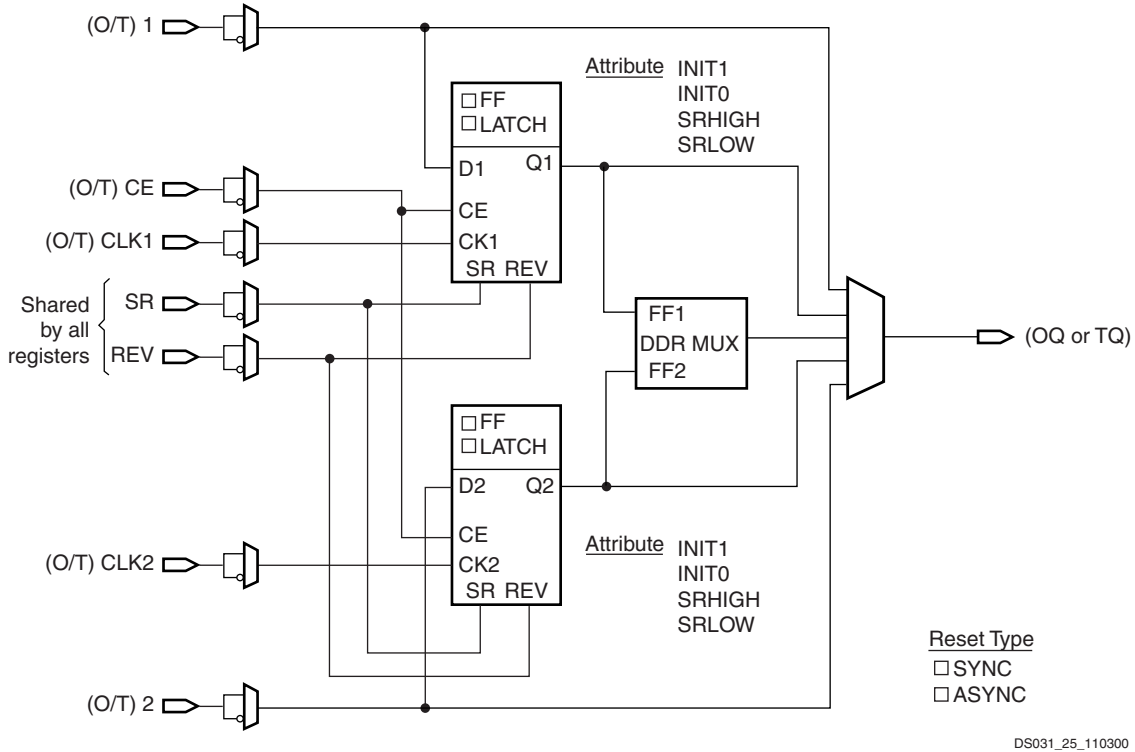 (O/T) 1
Attribute INIT1
INIT0
SRHIGH
SRLOW
FF
LATCH
D1 Q1
(O/T) CE
CE
(O/T) CLK1
CK1
SR REV
Shared
by all
registers
SR
REV
FF1
DDR MUX
FF2
(OQ or TQ)
FF
LATCH
D2 Q2
CE
(O/T) CLK2
CK2
SR REV
Attribute INIT1
INIT0
SRHIGH
SRLOW
Reset Type
SYNC
ASYNC
(O/T) 2
DS031_25_110300